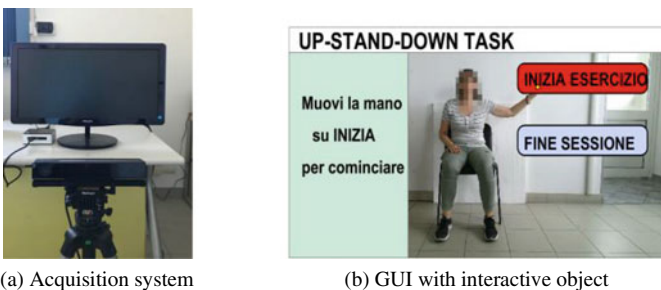 UP-STAND-DOWN TASK
Muovi la mano
su INIZIA
per cominciare
INIZIA ESERCIZIO
FINE SESSIONE
(a) Acquisition system
(b) GUI with interactive object